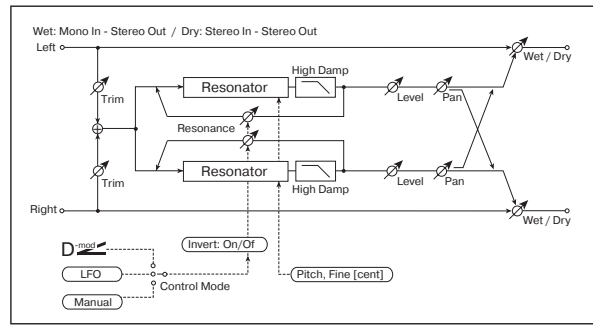 Wet: Mono In - Stereo Out / Dry: Stereo In - Stereo Out
Left
Wet / Dry
High Damp
Resonator
Trim
Level
Pan
Resonance
Resonator
Trim
High Damp
Level
Pan
Right
Wet / Dry
D-mod
Invert: On/Of
LFO
Pitch, Fine [cent]
Control Mode
Manual